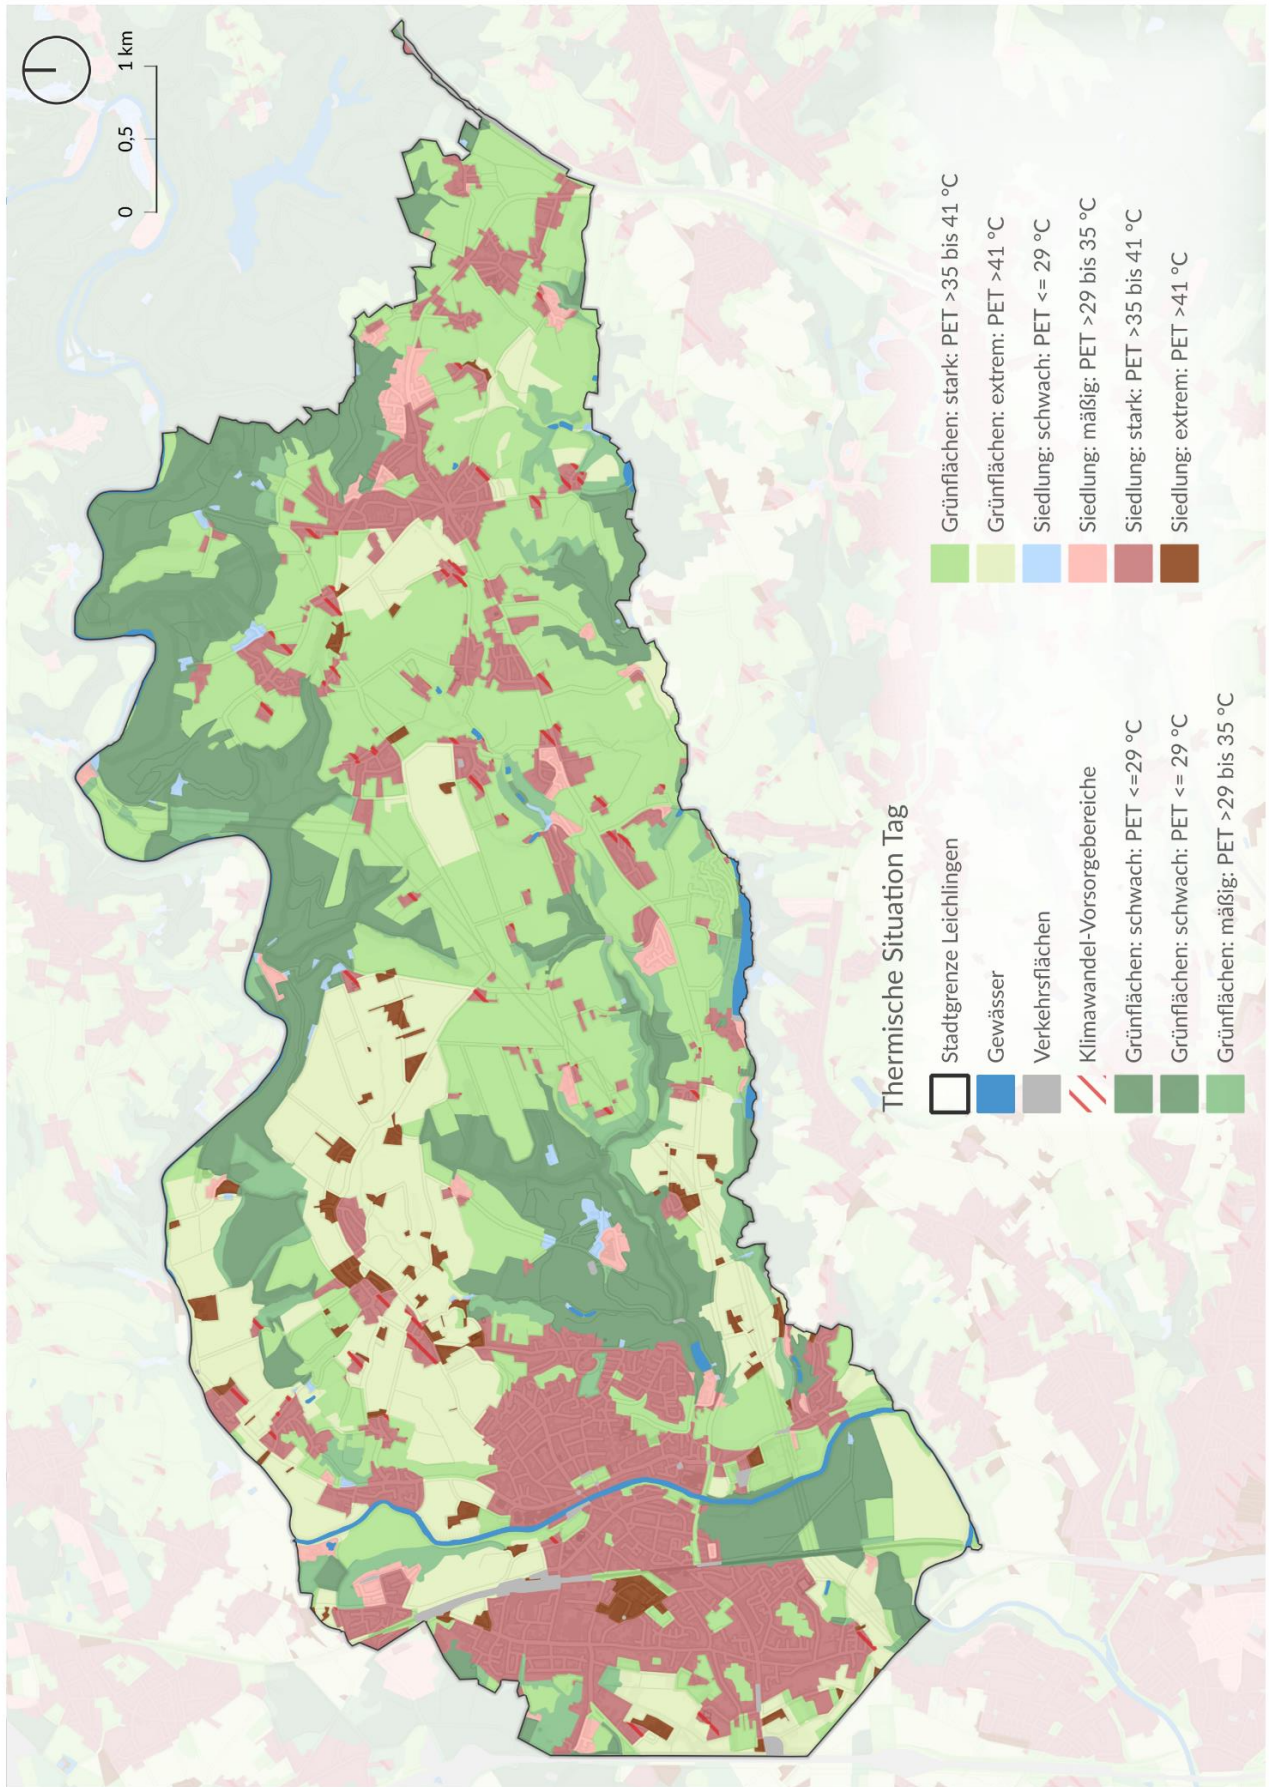 0 0,5 1 km
Thermische Situation Tag
Stadtgrenze Leichlingen
Gewässer
Verkehrsflächen
Klimawandel-Vorsorgebereiche
Grünflächen: schwach: PET <=29 °C
Grünflächen: schwach: PET <= 29 °C
Grünflächen: mäßig: PET >29 bis 35 °C
Grünflächen: stark: PET >35 bis 41 °C
Grünflächen: extrem: PET >41 °C
Siedlung: schwach: PET <= 29 °C
Siedlung: mäßig: PET >29 bis 35 °C
Siedlung: stark: PET >35 bis 41 °C
Siedlung: extrem: PET >41 °C